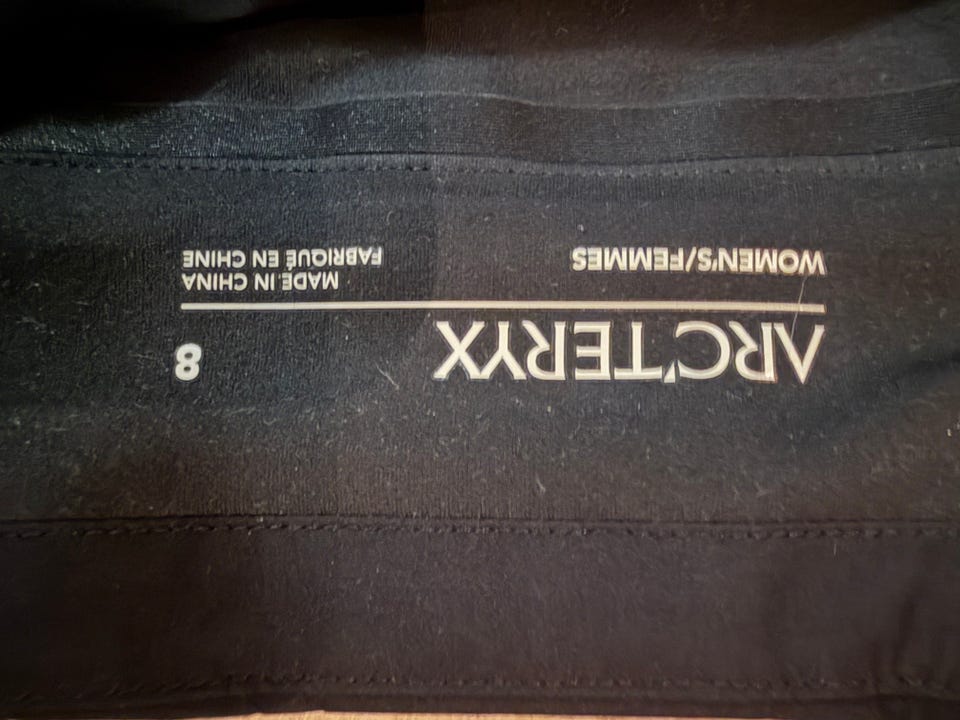 ARC'TERYX 8
WOMEN'S/FEMMES MADE IN CHINA
FABRIQUÉ EN CHINE